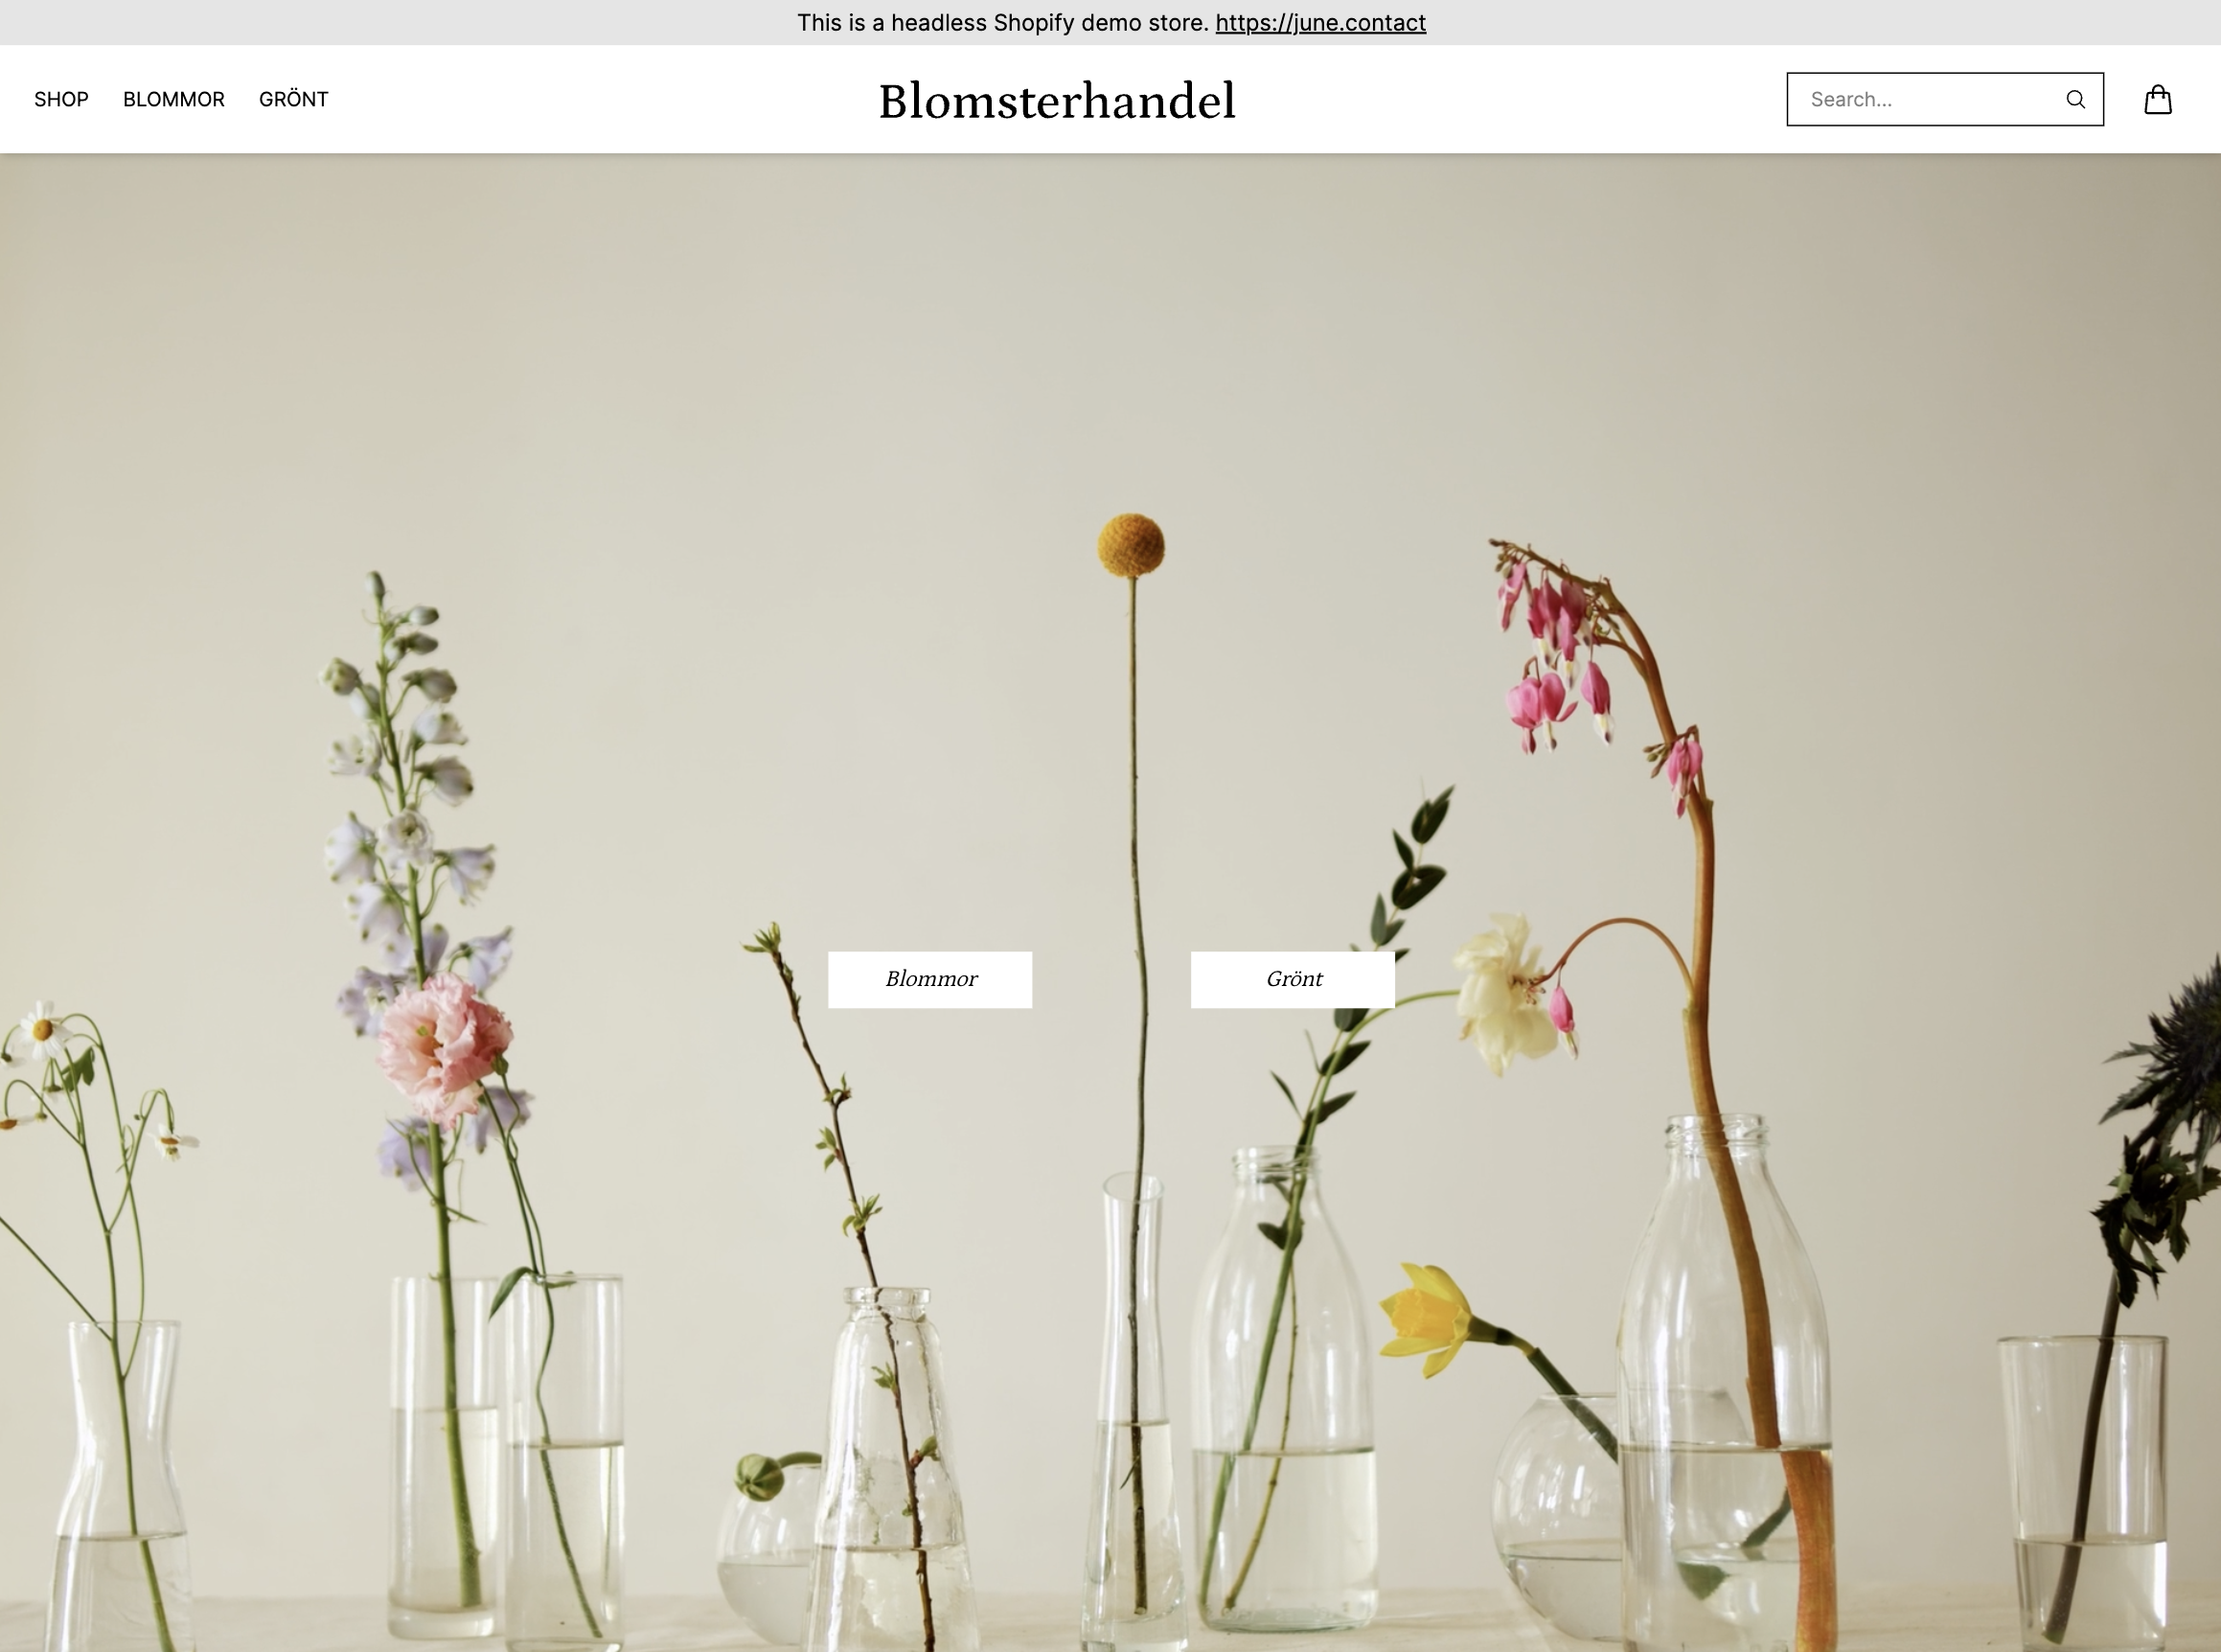 This is a headless Shopify demo store. https://june.contact
SHOP BLOMMOR GRÖNT Blomsterhandel Search...
Blommor Grönt